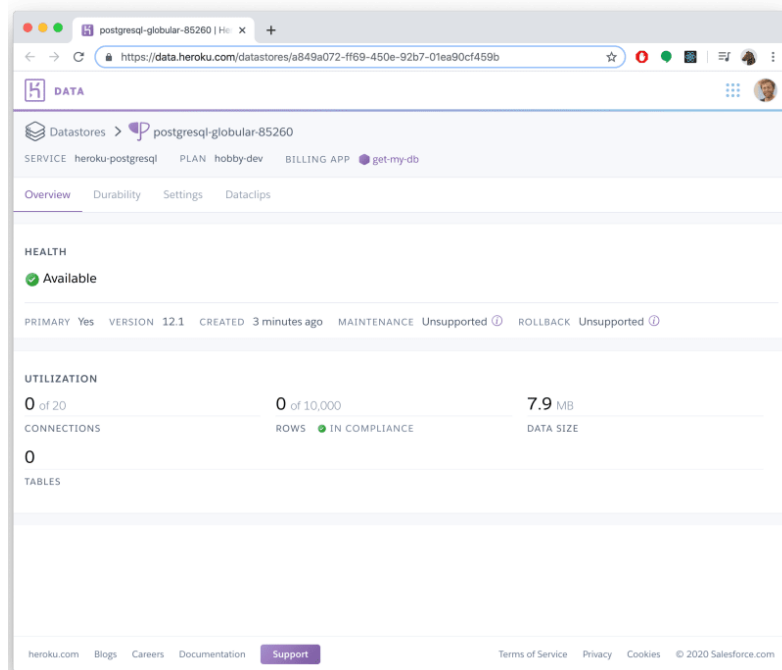 postgresql-globular-85260 | He
https://data.heroku.com/datastores/a849a072-ff69-450e-92b7-01ea90cf459b
DATA
Datastores > postgresql-globular-85260
SERVICE heroku-postgresql PLAN hobby-dev BILLING APP get-my-db
Overview Durability Settings Dataclips
HEALTH
Available
PRIMARY Yes VERSION 12.1 CREATED 3 minutes ago MAINTENANCE Unsupported ROLLBACK Unsupported
UTILIZATION
0 of 20 0 of 10,000 7.9 MB
CONNECTIONS ROWS IN COMPLIANCE DATA SIZE
0
TABLES
heroku.com Blogs Careers Documentation Support Terms of Service Privacy Cookies © 2020 Salesforce.com